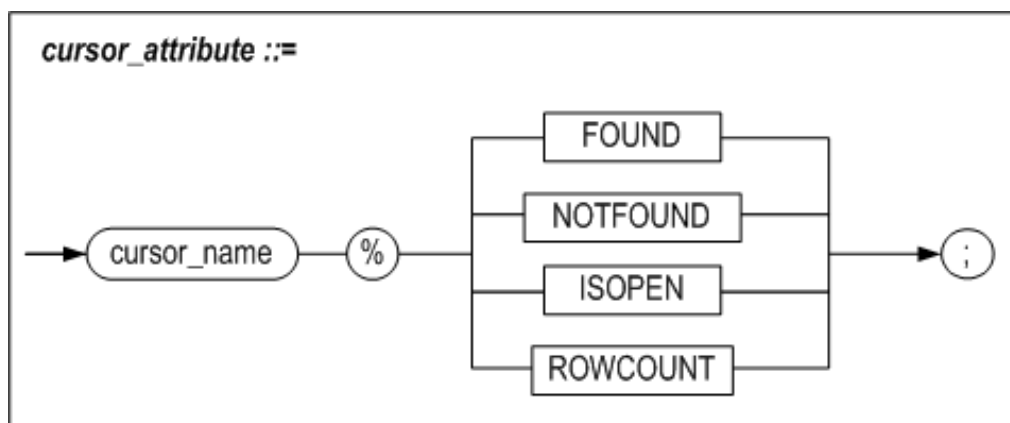 cursor_attribute ::=
FOUND
NOTFOUND
cursor_name % ;
ISOPEN
ROWCOUNT